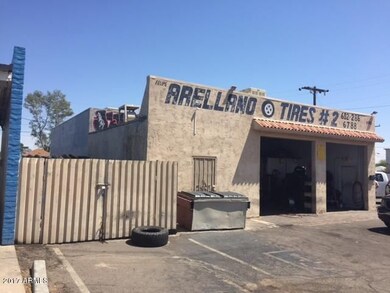 ARELLANO TIRES #2
2017 ARMLS